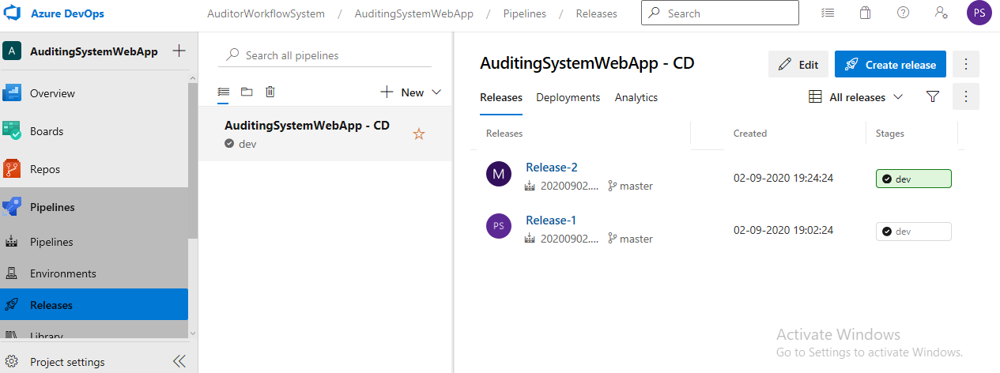 Azure DevOps
AuditorWorkflowSystem / AuditingSystemWebApp / Pipelines / Releases
Search
PS
A AuditingSystemWebApp
Overview
Boards
Repos
Pipelines
Pipelines
Environments
Releases
Library
Project settings
Search all pipelines
New
AuditingSystemWebApp - CD
dev
AuditingSystemWebApp - CD
Edit
Create release
Releases Deployments Analytics
All releases
Releases Created Stages
M Release-2
20200902.... master
02-09-2020 19:24:24
dev
PS Release-1
20200902.... master
02-09-2020 19:02:24
dev
Activate Windows
Go to Settings to activate Windows.